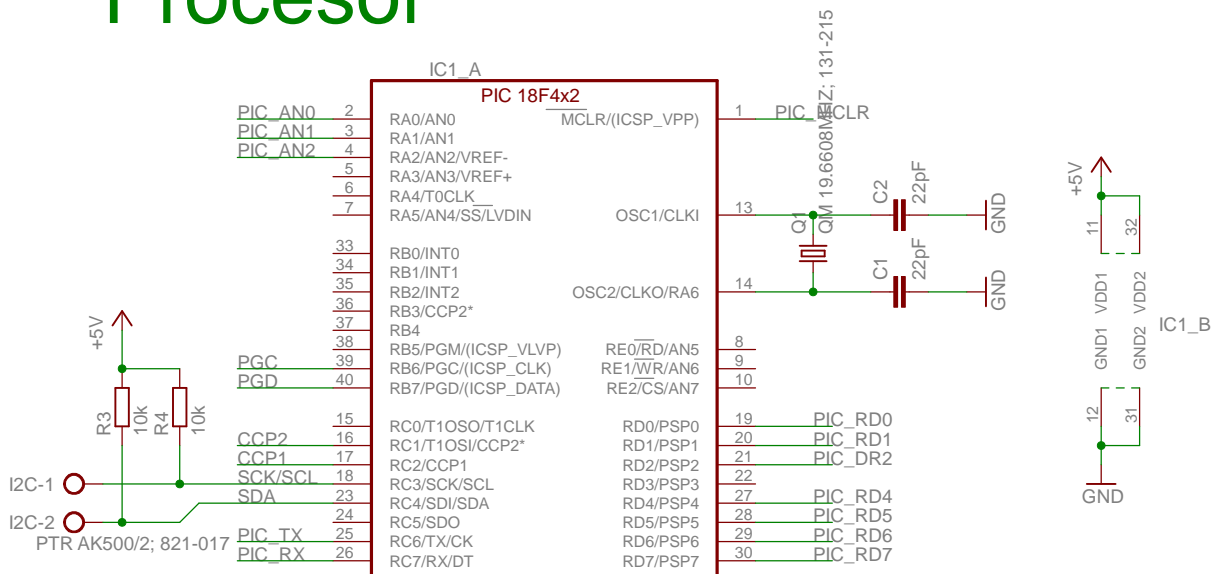 Procesor
IC1_A
PIC 18F4x2
PIC_AN0 2 RA0/AN0
PIC_AN1 3 RA1/AN1
PIC_AN2 4 RA2/AN2/VREF-
5 RA3/AN3/VREF+
6 RA4/T0CLK
7 RA5/AN4/SS/LVDIN
33 RB0/INT0
34 RB1/INT1
35 RB2/INT2
36 RB3/CCP2*
37 RB4
38 RB5/PGM/(ICSP_VLVP)
PGC 39 RB6/PGC/(ICSP_CLK)
PGD 40 RB7/PGD/(ICSP_DATA)
15 RC0/T1OSO/T1CLK
CCP2 16 RC1/T1OSI/CCP2*
CCP1 17 RC2/CCP1
SCK/SCL 18 RC3/SCK/SCL
SDA 23 RC4/SDI/SDA
24 RC5/SDO
PIC_TX 25 RC6/TX/CK
PIC_RX 26 RC7/RX/DT
MCLR/(ICSP_VPP) 1 PIC_MCLR
OSC1/CLKI 13
OSC2/CLKO/RA6 14
RE0/RD/AN5 8
RE1/WR/AN6 9
RE2/CS/AN7 10
RD0/PSP0 19 PIC_RD0
RD1/PSP1 20 PIC_RD1
RD2/PSP2 21 PIC_DR2
RD3/PSP3 22
RD4/PSP4 27 PIC_RD4
RD5/PSP5 28 PIC_RD5
RD6/PSP6 29 PIC_RD6
RD7/PSP7 30 PIC_RD7
+5V
R3
10k
R4
10k
I2C-1
I2C-2
PTR AK500/2; 821-017
Q1
QM 19.6608MHZ; 131-215
C2
22pF
GND
C1
22pF
GND
+5V
11
32
VDD1
VDD2
GND1
GND2
IC1_B
12
31
GND